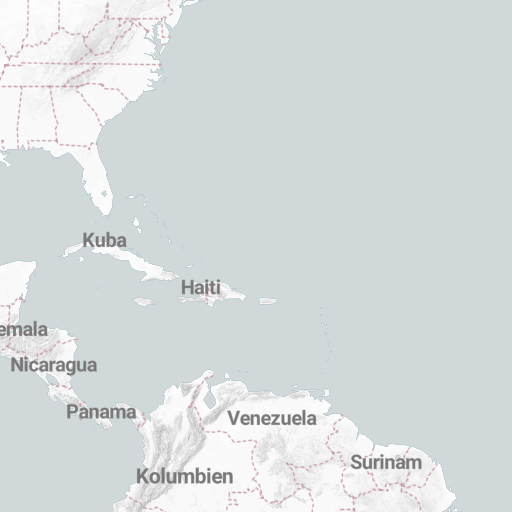 Kuba
Haiti
emala
Nicaragua
Panama
Venezuela
Surinam
Kolumbien